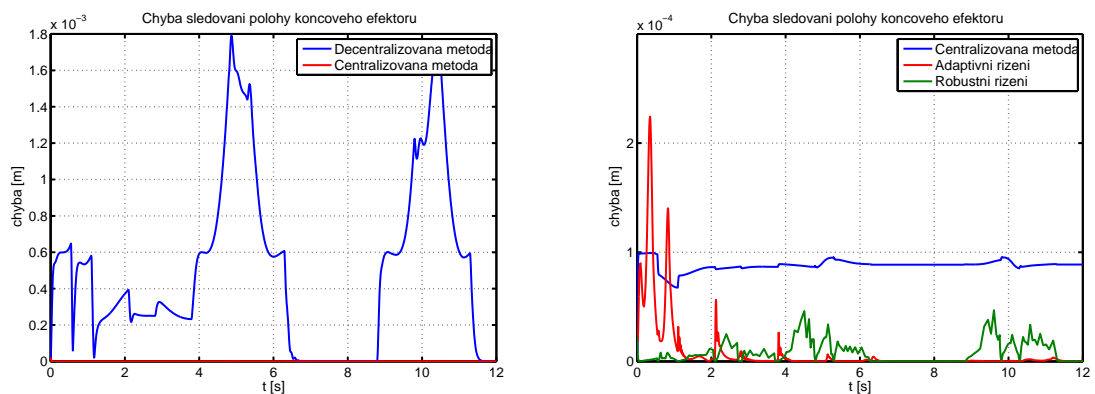 Chyba sledovani polohy koncoveho efektoru
x 10⁻³
1.8
1.6
1.4
1.2
1
0.8
0.6
0.4
0.2
0
0
2
4
6
8
10
12
chyba [m]
t [s]
Decentralizovana metoda
Centralizovana metoda
Chyba sledovani polohy koncoveho efektoru
x 10⁻⁴
2
1
0
0
2
4
6
8
10
12
chyba [m]
t [s]
Centralizovana metoda
Adaptivni rizeni
Robustni rizeni